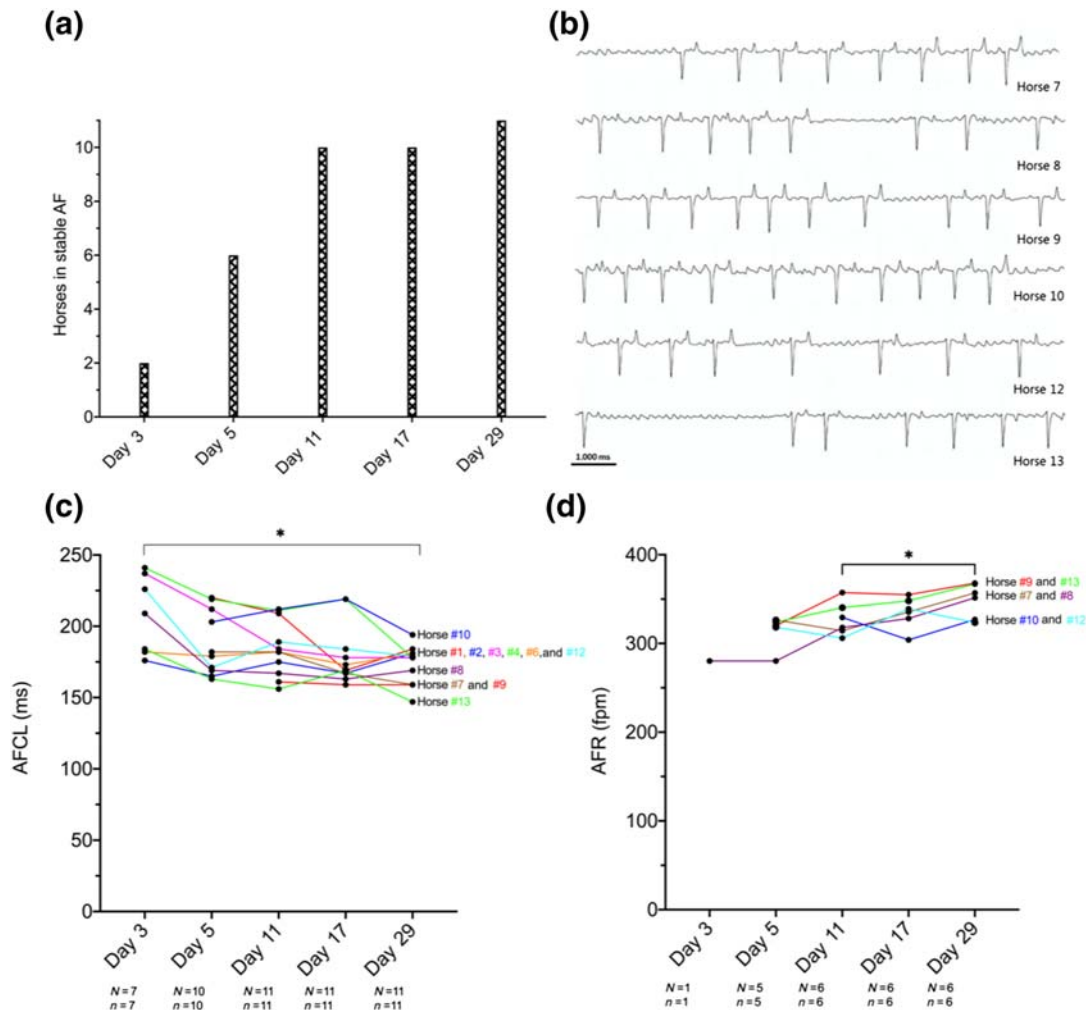 (a)
Horses in stable AF
10
8
6
4
2
0
Day 3
Day 5
Day 11
Day 17
Day 29
(b)
Horse 7
Horse 8
Horse 9
Horse 10
Horse 12
Horse 13
1,000 ms
(c)
*
AFCL (ms)
250
200
150
100
50
0
Horse #10
Horse #1, #2, #3, #4, #6, and #12
Horse #8
Horse #7 and #9
Horse #13
Day 3
Day 5
Day 11
Day 17
Day 29
N = 7
n = 7
N = 10
n = 10
N = 11
n = 11
N = 11
n = 11
N = 11
n = 11
(d)
*
AFR (fpm)
400
300
200
100
0
Horse #9 and #13
Horse #7 and #8
Horse #10 and #12
Day 3
Day 5
Day 11
Day 17
Day 29
N = 1
n = 1
N = 5
n = 5
N = 6
n = 6
N = 6
n = 6
N = 6
n = 6